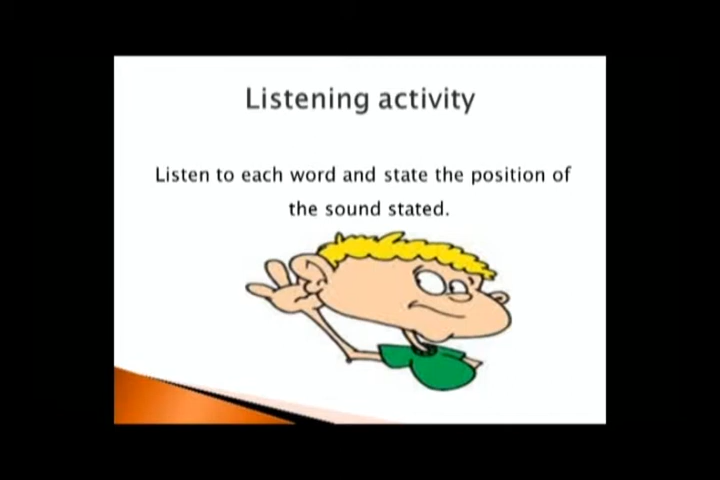 Listening activity
Listen to each word and state the position of
the sound stated.